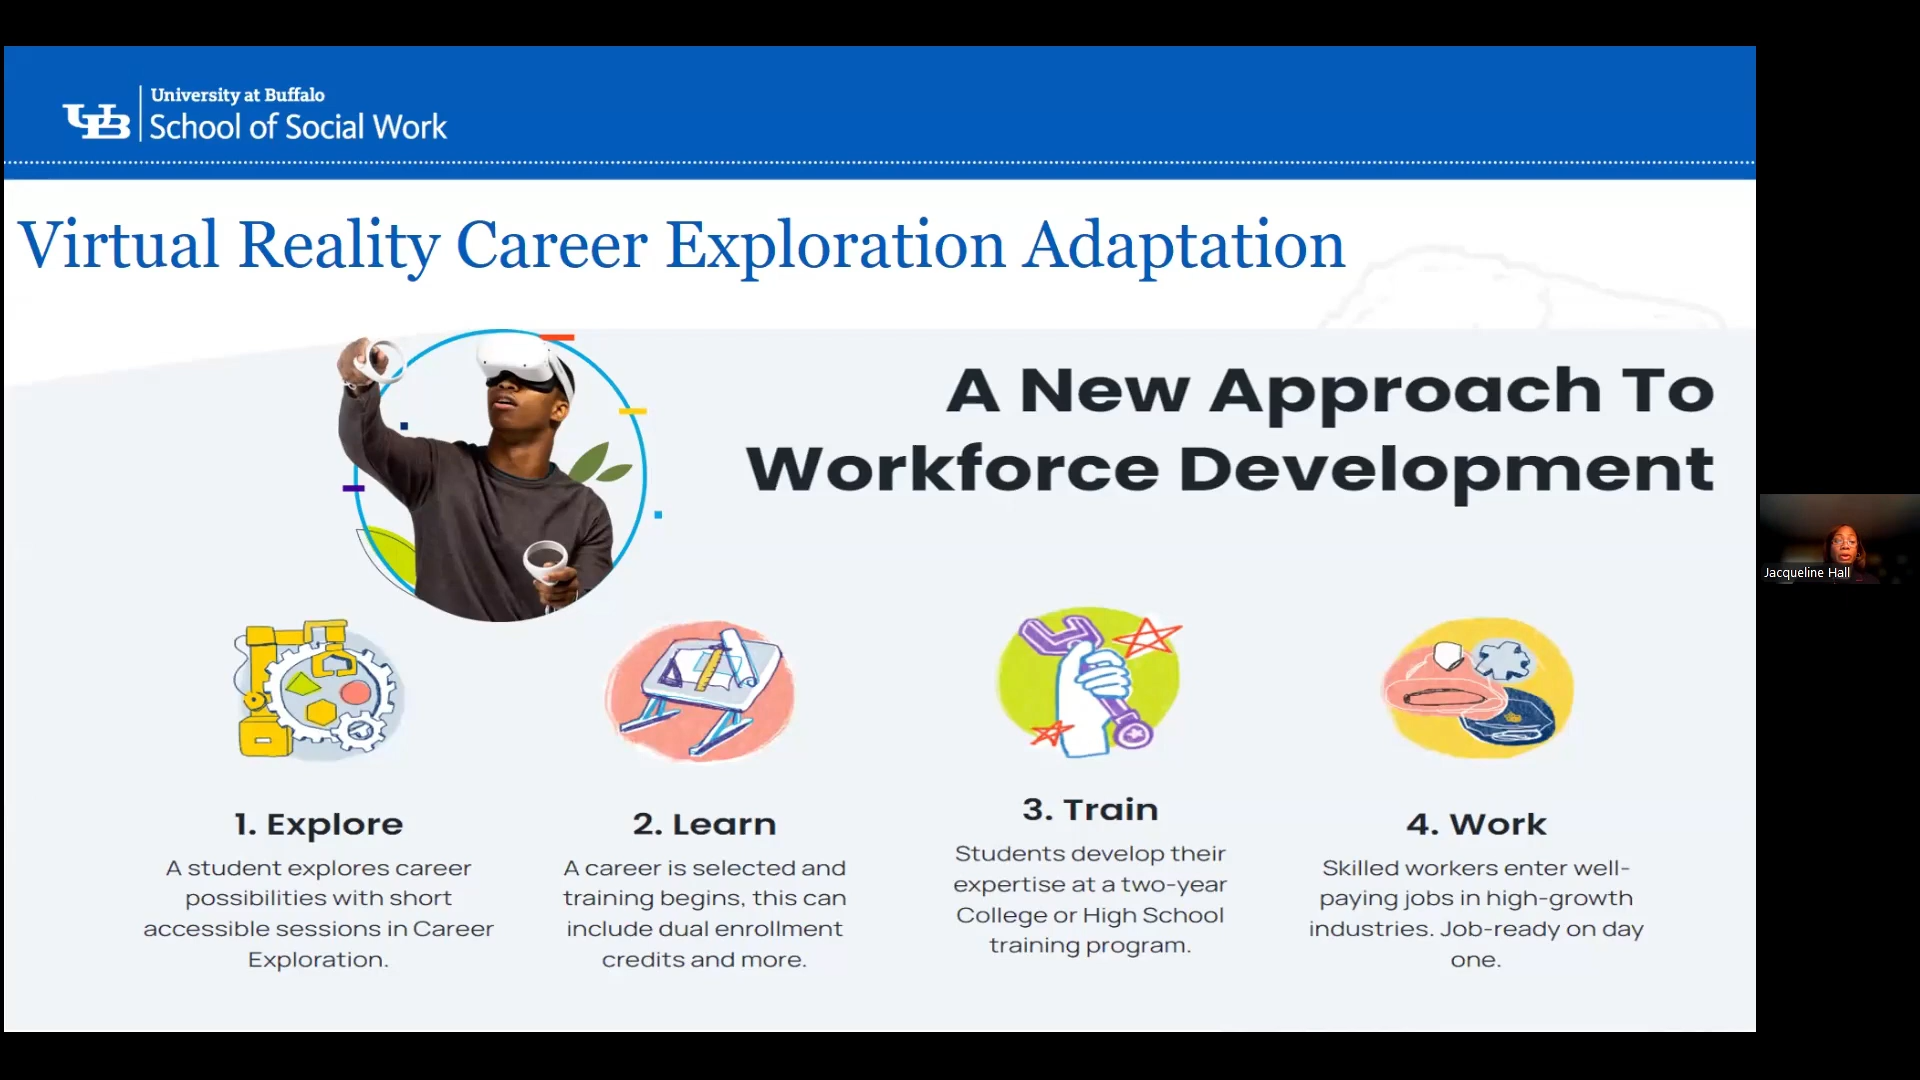 University at Buffalo
School of Social Work
Virtual Reality Career Exploration Adaptation
A New Approach To
Workforce Development
1. Explore
A student explores career
possibilities with short
accessible sessions in Career
Exploration.
2. Learn
A career is selected and
training begins, this can
include dual enrollment
credits and more.
3. Train
Students develop their
expertise at a two-year
College or High School
training program.
4. Work
Skilled workers enter well-
paying jobs in high-growth
industries. Job-ready on day
one.
Jacqueline Hall